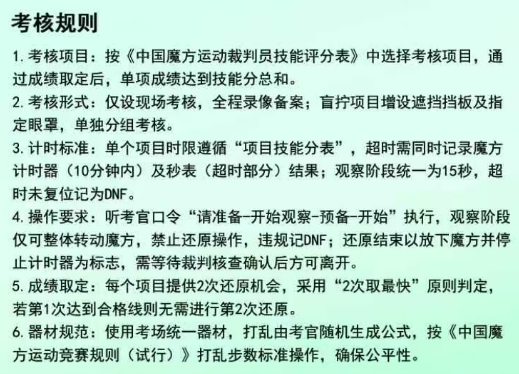 考核规则
1. 考核项目：按《中国魔方运动裁判员技能评分表》中选择考核项目，通
过成绩取定后，单项成绩达到技能分总和。
2. 考核形式：仅设现场考核，全程录像备案；盲拧项目增设遮挡挡板及指
定眼罩，单独分组考核。
3. 计时标准：单个项目时限遵循“项目技能分表”，超时需同时记录魔方
计时器（10分钟内）及秒表（超时部分）结果；观察阶段统一为15秒，超
时未复位记为DNF。
4. 操作要求：听考官口令“请准备-开始观察-预备-开始”执行，观察阶段
仅可整体转动魔方，禁止还原操作，违规记DNF；还原结束以放下魔方并停
止计时器为标志，需等待裁判核查确认后方可离开。
5. 成绩取定：每个项目提供2次还原机会，采用“2次取最快”原则判定，
若第1次达到合格线则无需进行第2次还原。
6. 器材规范：使用考场统一器材，打乱由考官随机生成公式，按《中国魔
方运动竞赛规则（试行）》打乱步数标准操作，确保公平性。